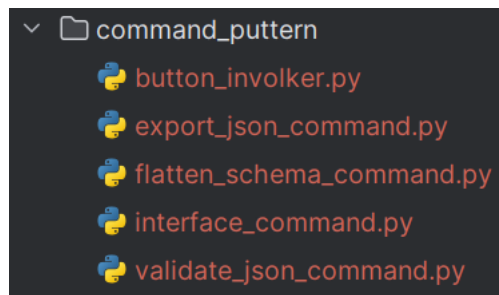 command_puttern
button_involker.py
export_json_command.py
flatten_schema_command.py
interface_command.py
validate_json_command.py